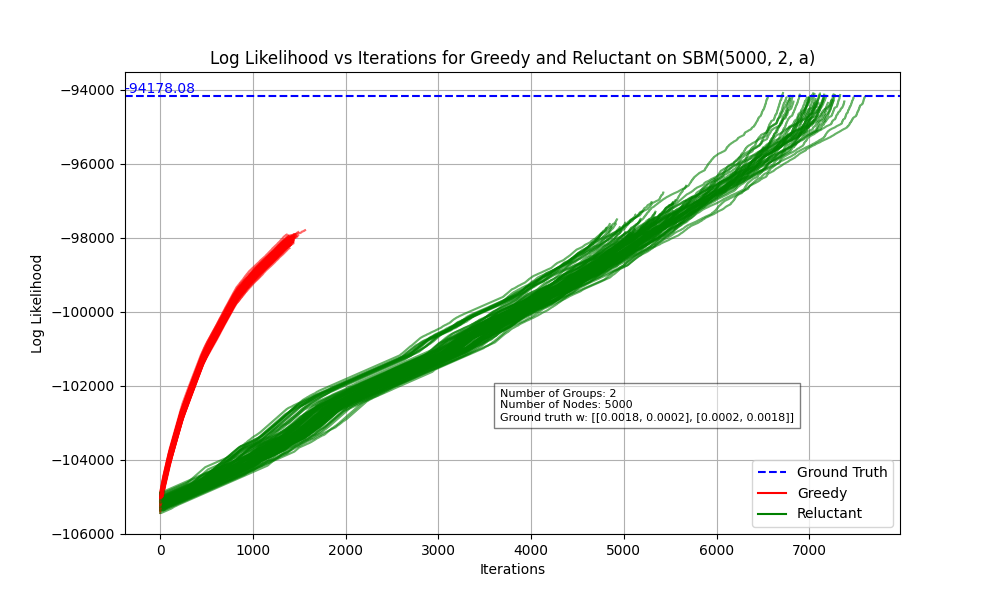 Log Likelihood vs Iterations for Greedy and Reluctant on SBM(5000, 2, a)
−94000
-94178.08
−96000
−98000
−100000
−102000
−104000
−106000
Log Likelihood
Number of Groups: 2
Number of Nodes: 5000
Ground truth w: [[0.0018, 0.0002], [0.0002, 0.0018]]
Ground Truth
Greedy
Reluctant
0 1000 2000 3000 4000 5000 6000 7000
Iterations